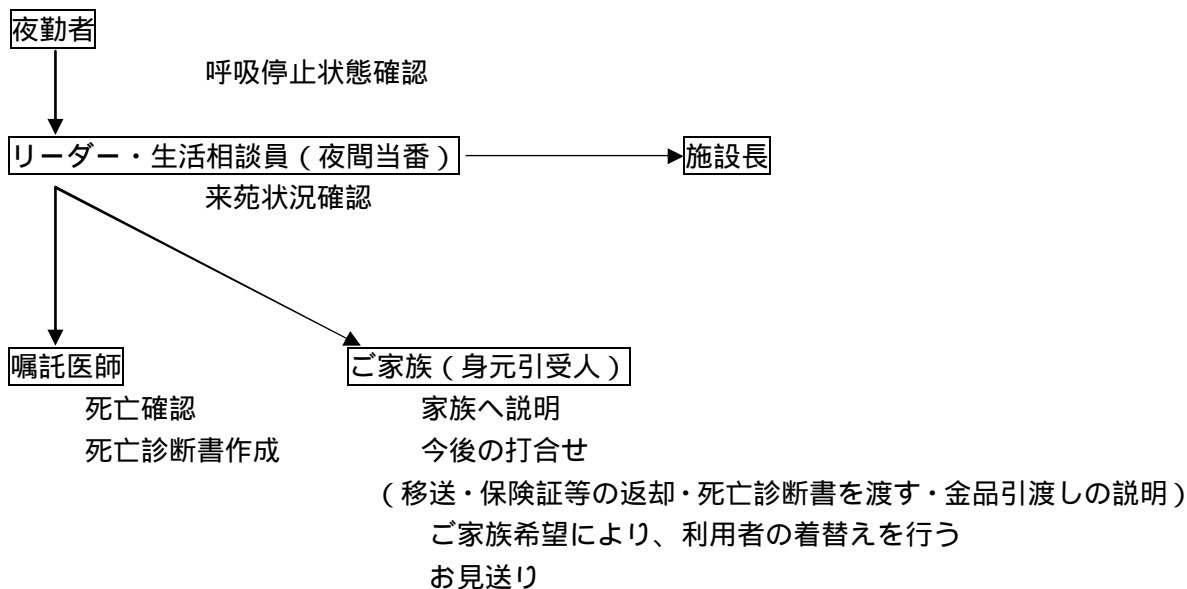 夜勤者
呼吸停止状態確認
リーダー・生活相談員（夜間当番） 施設長
来苑状況確認
嘱託医師 ご家族（身元引受人）
死亡確認 家族へ説明
死亡診断書作成 今後の打合せ
（移送・保険証等の返却・死亡診断書を渡す・金品引渡しの説明）
ご家族希望により、利用者の着替えを行う
お見送り